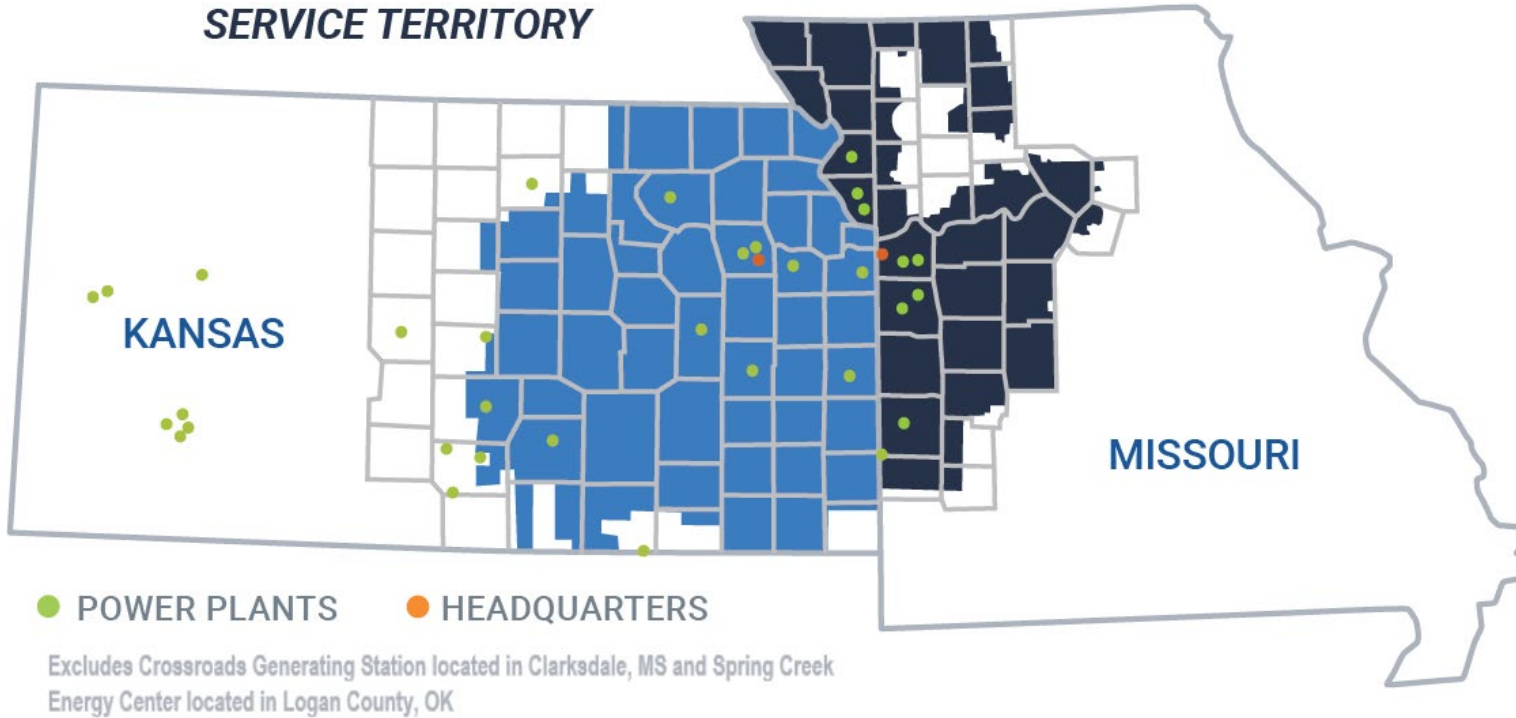 SERVICE TERRITORY
KANSAS
MISSOURI
POWER PLANTS
HEADQUARTERS
Excludes Crossroads Generating Station located in Clarksdale, MS and Spring Creek
Energy Center located in Logan County, OK